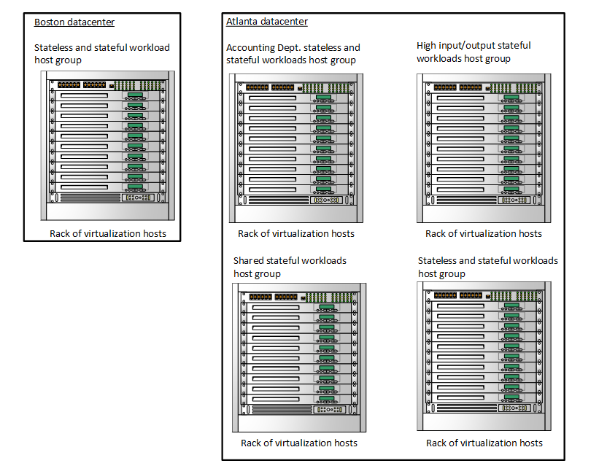 Boston datacenter
Stateless and stateful workload
host group
Rack of virtualization hosts
Atlanta datacenter
Accounting Dept. stateless and
stateful workloads host group
Rack of virtualization hosts
High input/output stateful
workloads host group
Rack of virtualization hosts
Shared stateful workloads
host group
Rack of virtualization hosts
Stateless and stateful workloads
host group
Rack of virtualization hosts